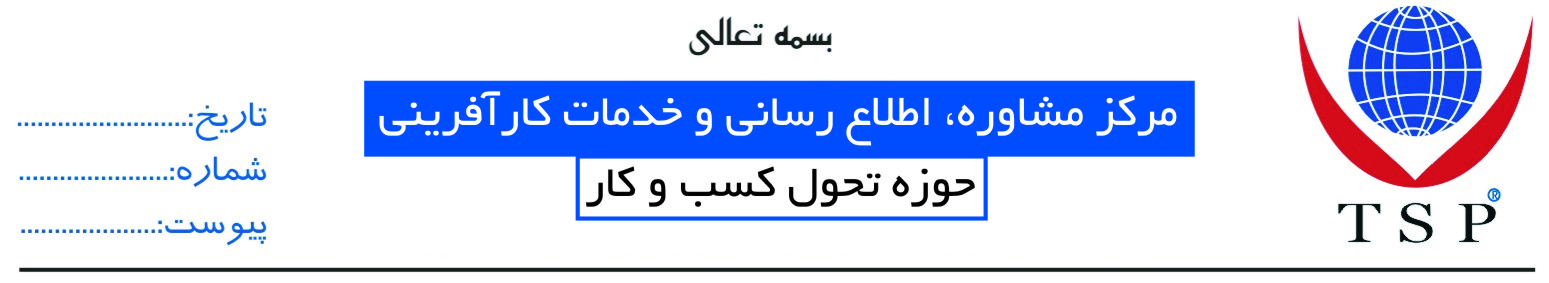 بسمه تعالی
مرکز مشاوره، اطلاع رسانی و خدمات کارآفرینی
حوزه تحول کسب و کار
تاریخ:.........................
شماره:......................
پیوست:....................
TSP®